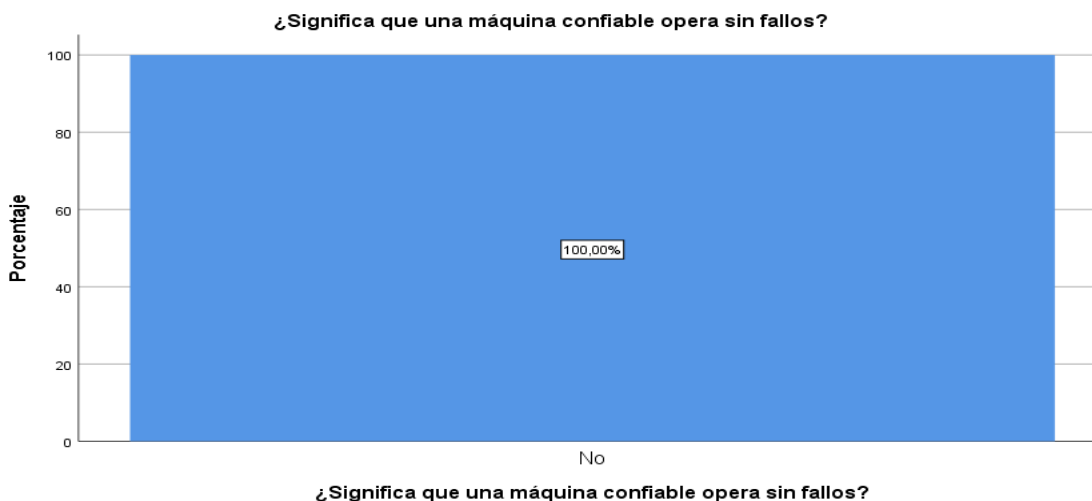 ¿Significa que una máquina confiable opera sin fallos?
100
80
60
40
20
0
Porcentaje
100,00%
No
¿Significa que una máquina confiable opera sin fallos?